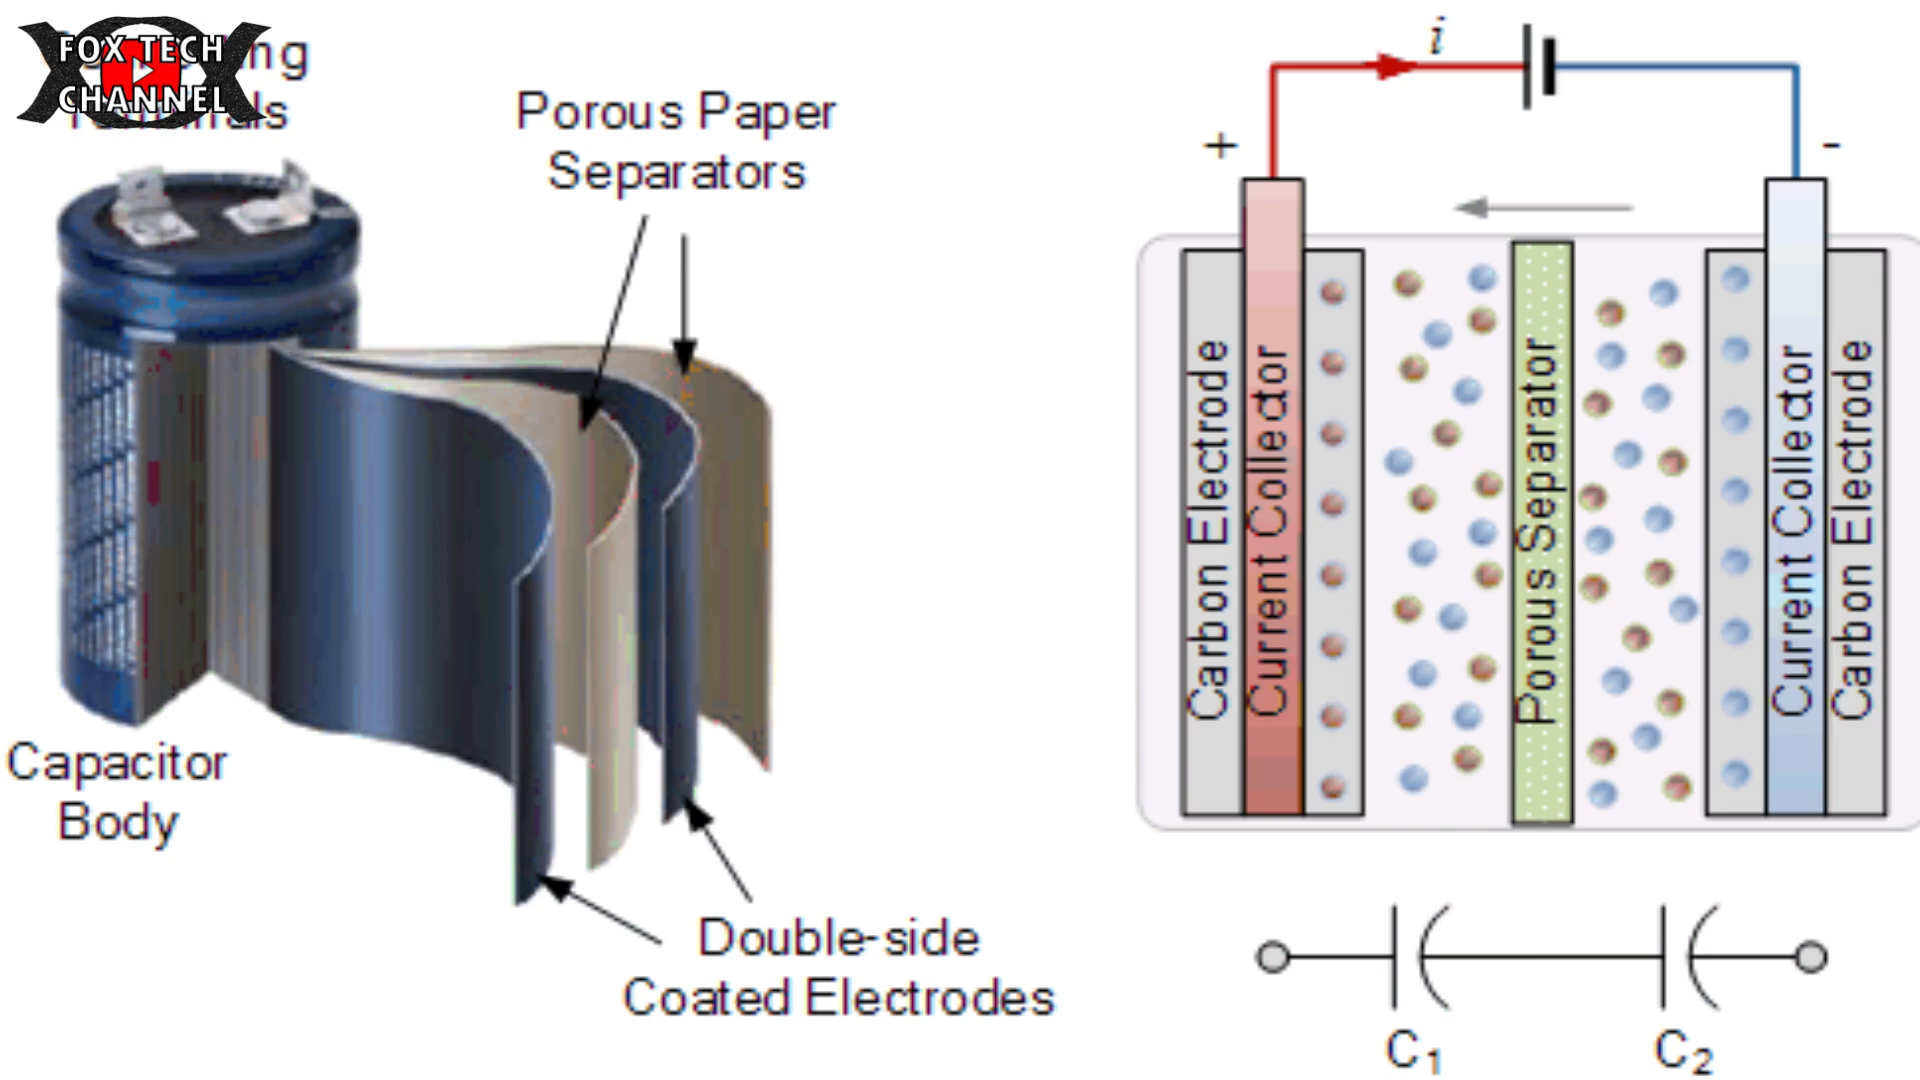 FOX TECH
CHANNEL
Porous Paper
Separators
Capacitor
Body
Double-side
Coated Electrodes
i
+
-
Carbon Electrode
Current Collector
Porous Separator
Current Collector
Carbon Electrode
C1
C2